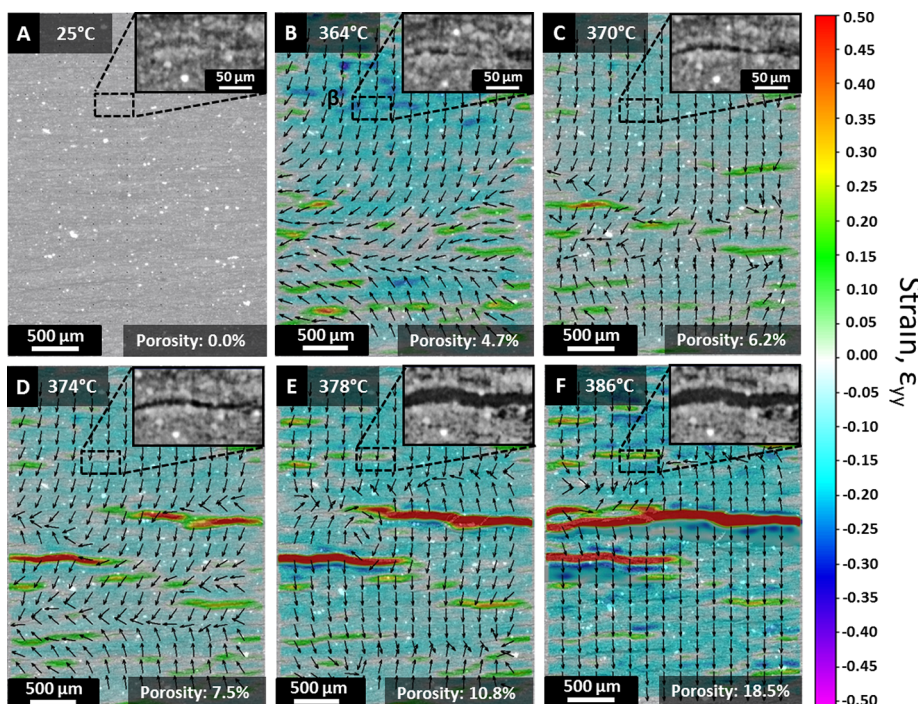 A 25°C
50 µm
500 µm
Porosity: 0.0%
B 364°C
50 µm
β
500 µm
Porosity: 4.7%
C 370°C
50 µm
500 µm
Porosity: 6.2%
D 374°C
500 µm
Porosity: 7.5%
E 378°C
500 µm
Porosity: 10.8%
F 386°C
500 µm
Porosity: 18.5%
0.50
0.45
0.40
0.35
0.30
0.25
0.20
0.15
0.10
0.05
0.00
-0.05
-0.10
-0.15
-0.20
-0.25
-0.30
-0.35
-0.40
-0.45
-0.50
Strain, εyy